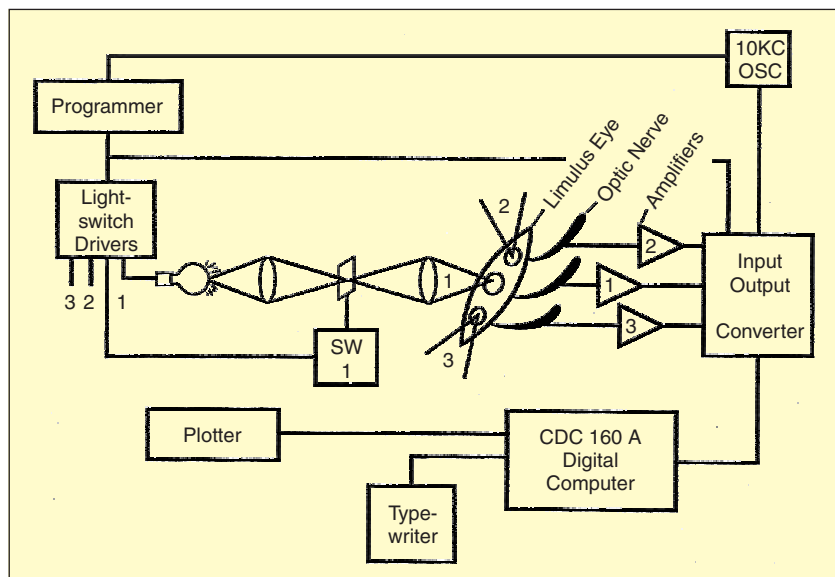 10KC
OSC
Programmer
Limulus Eye
Optic Nerve
Amplifiers
Light-
switch
Drivers
3 2 1
2
1
3
2
1
3
Input
Output
Converter
SW
1
Plotter
CDC 160 A
Digital
Computer
Type-
writer